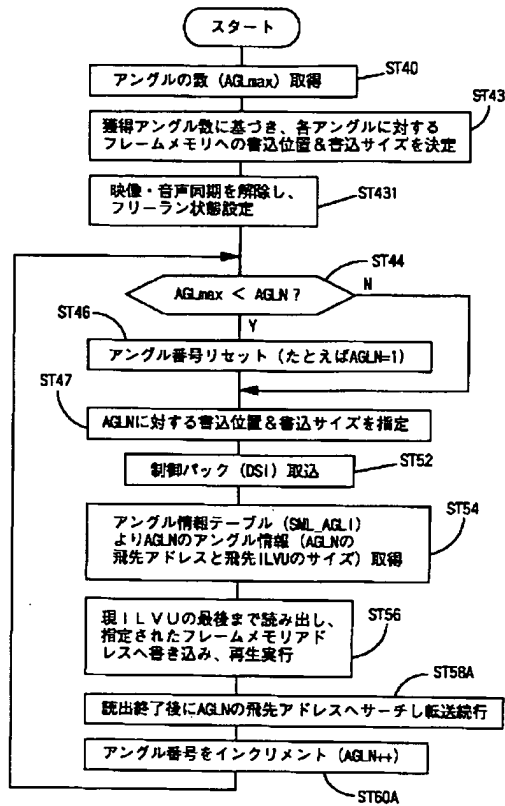 スタート
アングルの数（AGLmax）取得
ST40
ST43
獲得アングル数に基づき、各アングルに対する
フレームメモリへの書込位置＆書込サイズを決定
映像・音声同期を解除し、
フリーラン状態設定
ST431
ST44
AGLmax < AGLN ?
N
ST46
Y
アングル番号リセット（たとえばAGLN=1）
ST47
AGLNに対する書込位置＆書込サイズを指定
制御パック（DSI）取込
ST52
アングル情報テーブル（SML_AGLI）
よりAGLNのアングル情報（AGLNの
飛先アドレスと飛先ILVUのサイズ）取得
ST54
現ＩＬＶＵの最後まで読み出し、
指定されたフレームメモリアド
レスへ書き込み、再生実行
ST56
ST58A
読出終了後にAGLNの飛先アドレスへサーチし転送続行
アングル番号をインクリメント（AGLN++）
ST60A